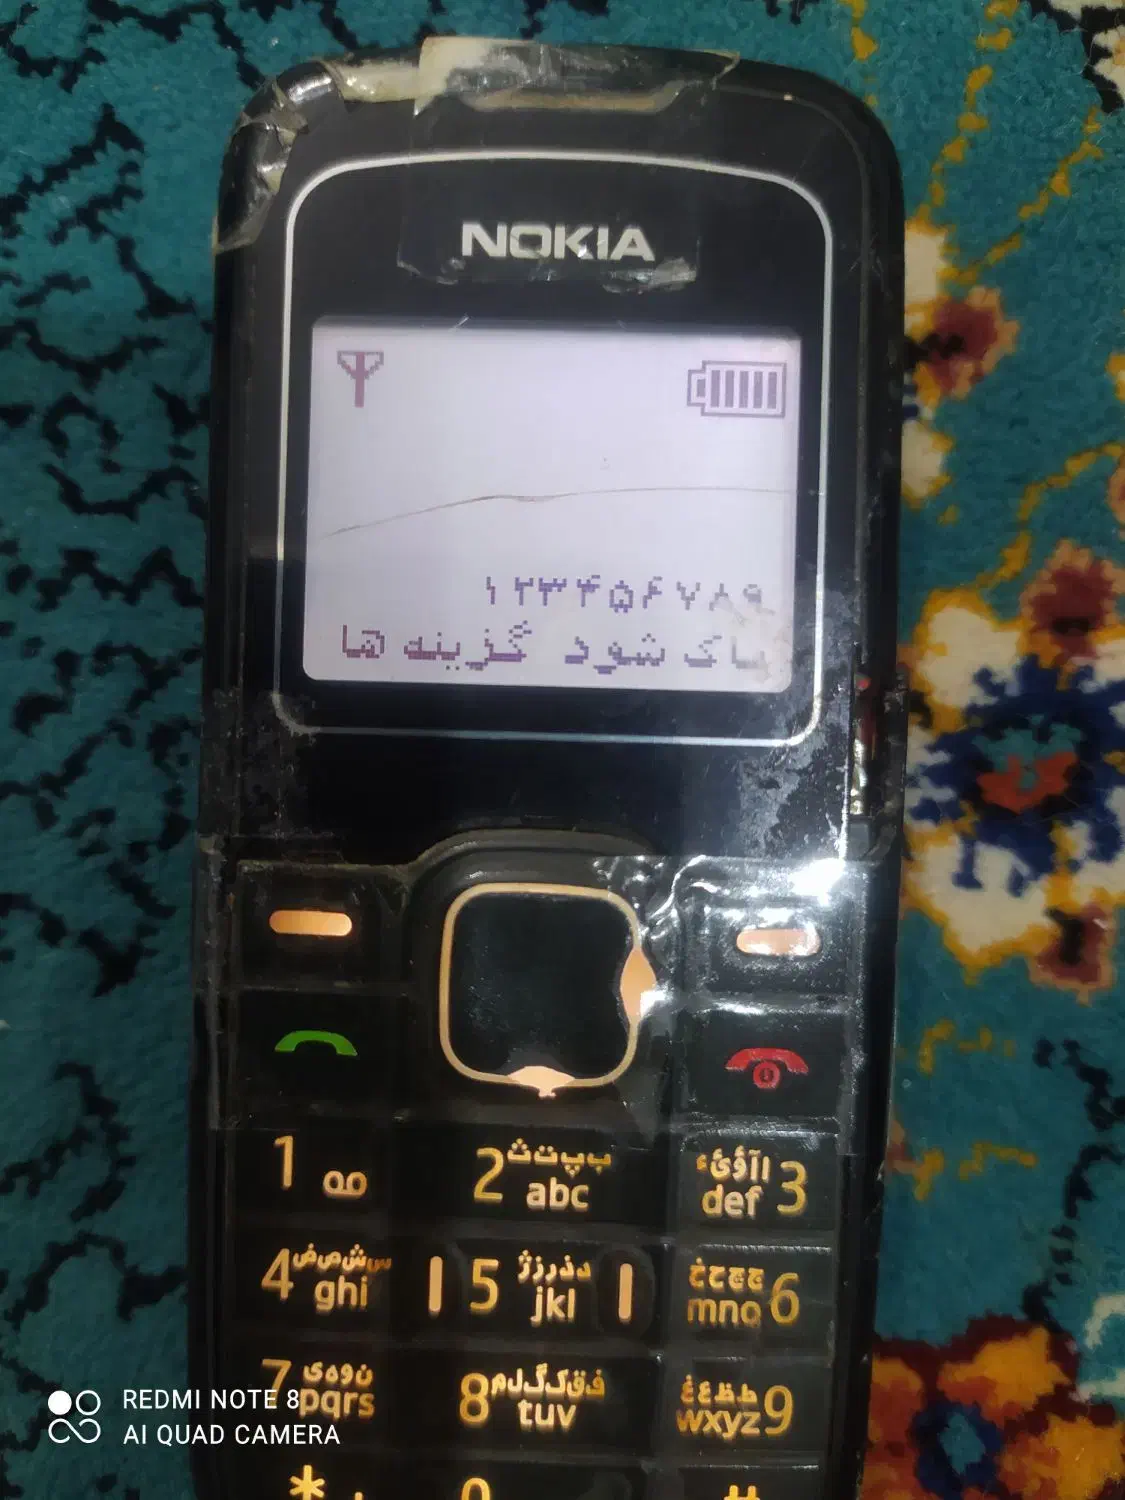 NOKIA
۱۲۳۴۵۶۷۸۹
پاک شود گزینه ها
1
2 ب‍پ‍ت‍ث abc
ا آ ؤ ئ ء def 3
4 س‍ش‍ص‍ض ghi
5 د ذ ر ز ژ jkl
ج‍چ‍ح‍خ mno 6
7 ن و ه ی pqrs
8 ف‍ق‍ک‍گ‍ل‍م tuv
ط‍ظ‍ع‍غ wxyz 9
*
0
#
REDMI NOTE 8
AI QUAD CAMERA